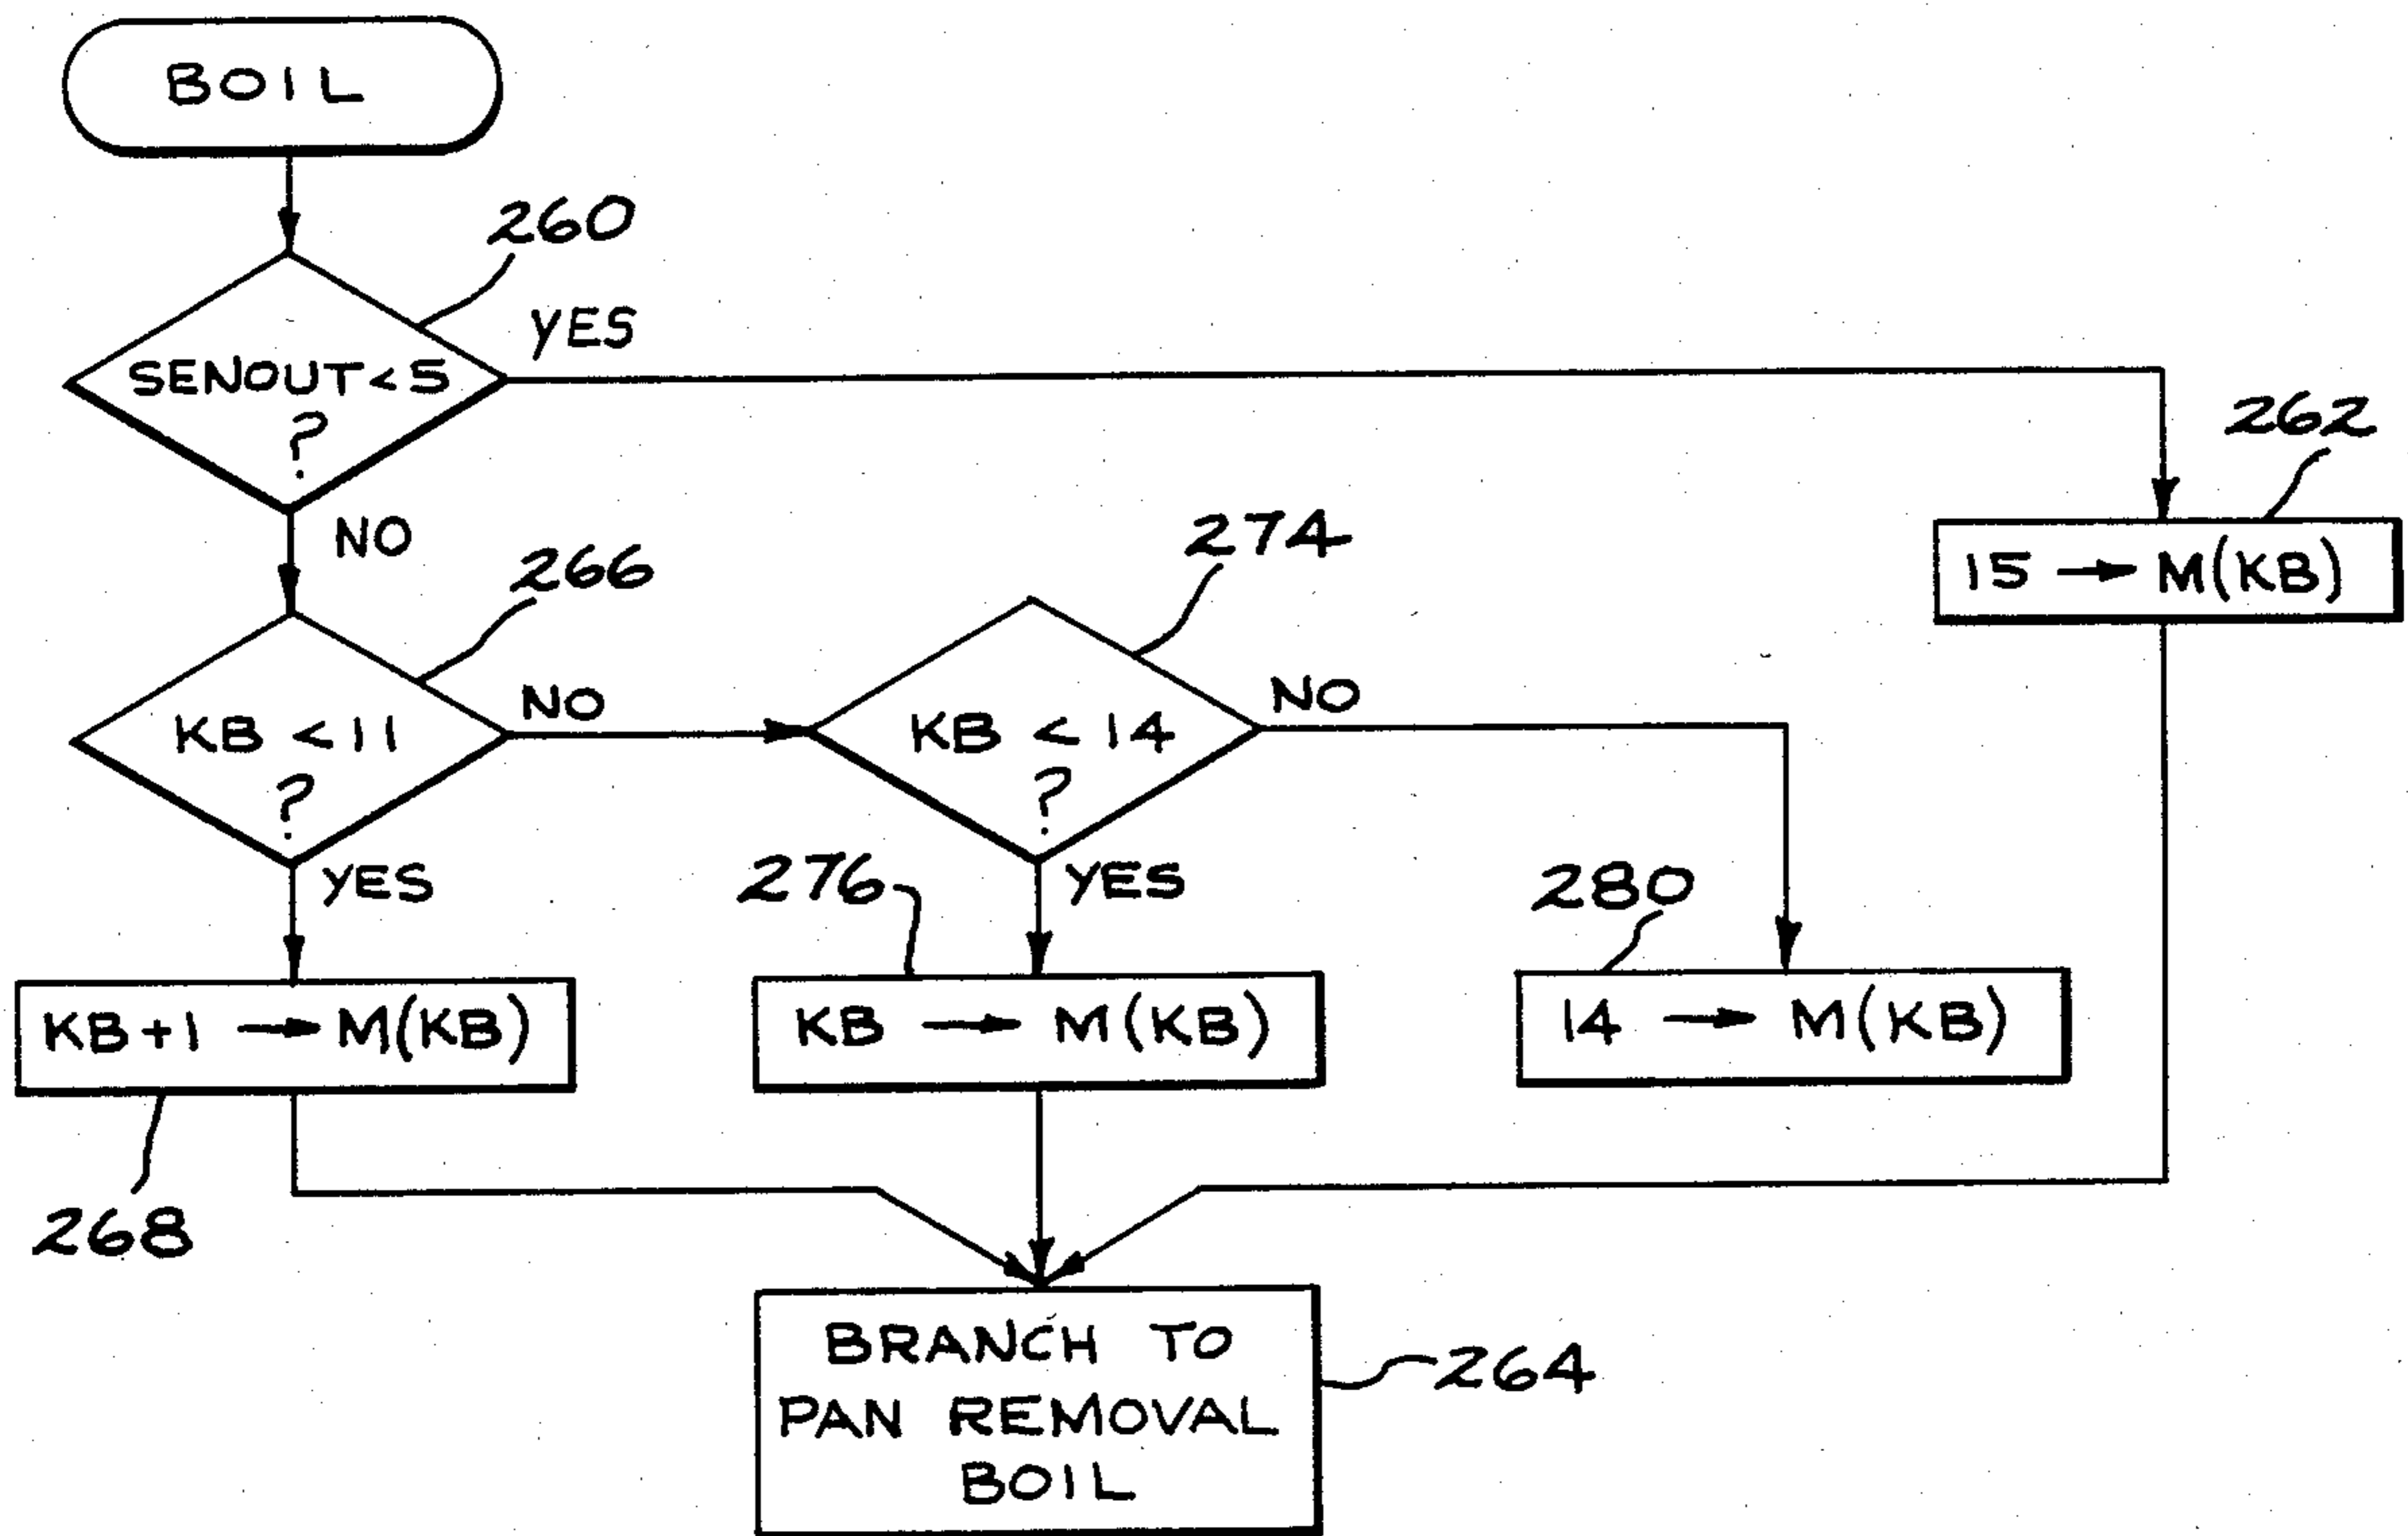 BOIL
260
SENOUT<5
?
YES
NO
262
15 → M(KB)
266
KB <11
?
NO
YES
274
KB < 14
?
NO
YES
268
KB+1 → M(KB)
276
KB → M(KB)
280
14 → M(KB)
BRANCH TO
PAN REMOVAL
BOIL
264